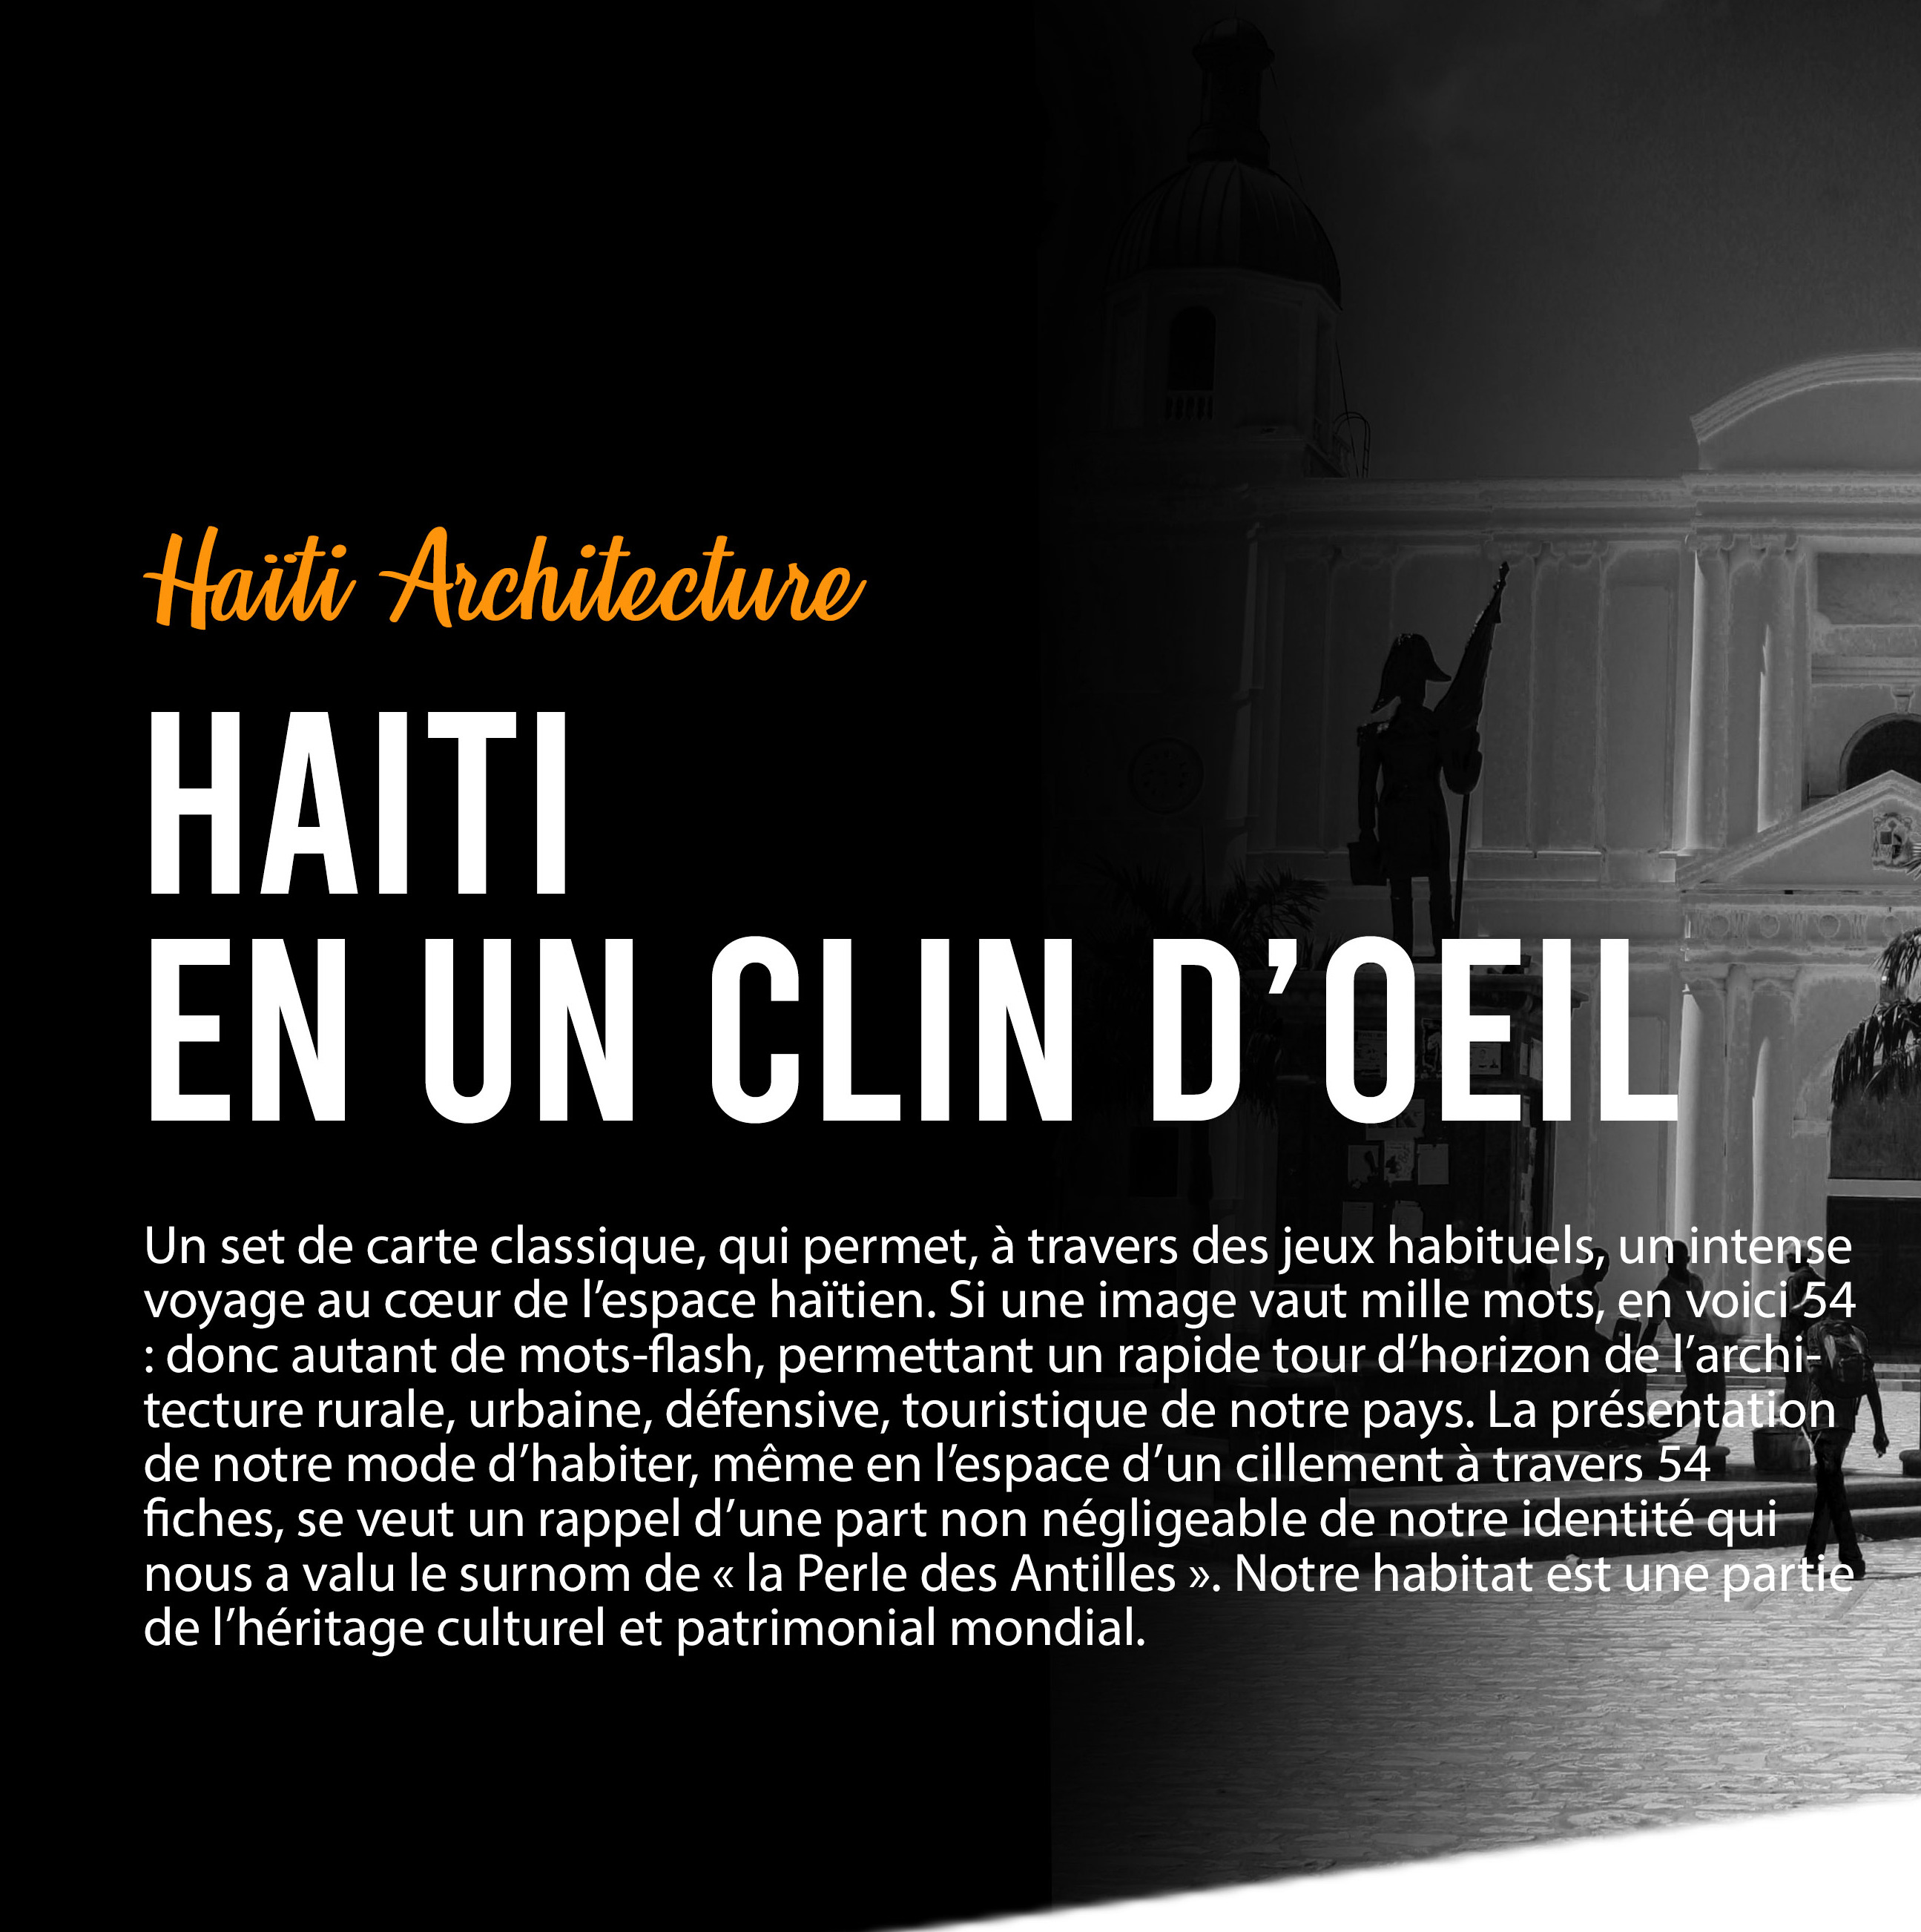 Haïti Architecture
HAITI
EN UN CLIN D’OEIL
Un set de carte classique, qui permet, à travers des jeux habituels, un intense
voyage au cœur de l’espace haïtien. Si une image vaut mille mots, en voici 54
: donc autant de mots-flash, permettant un rapide tour d’horizon de l’archi-
tecture rurale, urbaine, défensive, touristique de notre pays. La présentation
de notre mode d’habiter, même en l’espace d’un cillement à travers 54
fiches, se veut un rappel d’une part non négligeable de notre identité qui
nous a valu le surnom de « la Perle des Antilles ». Notre habitat est une partie
de l’héritage culturel et patrimonial mondial.